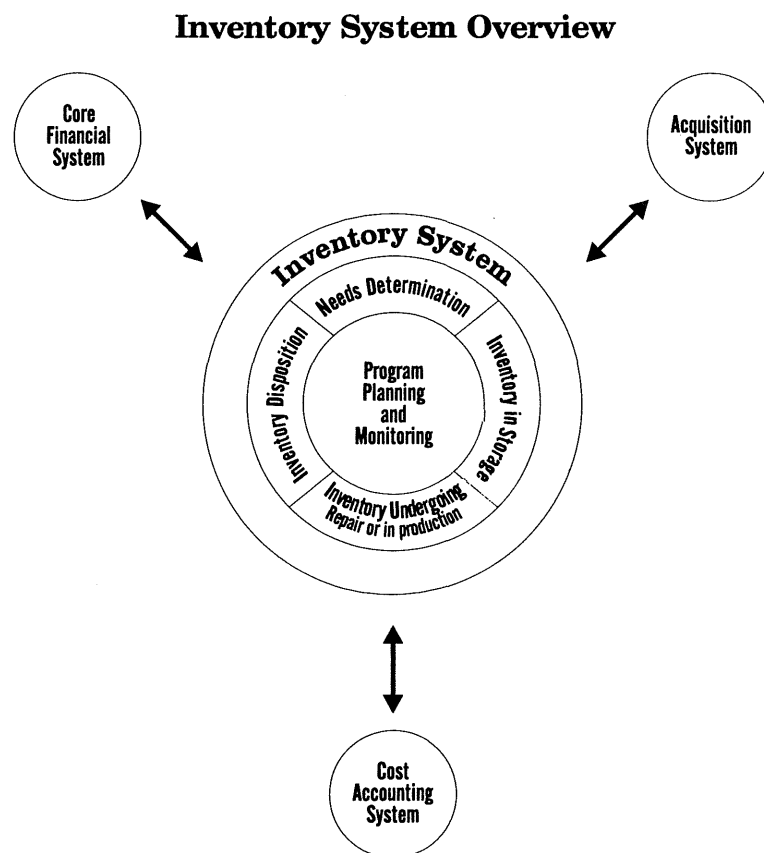 Inventory System Overview
Core
Financial
System
Acquisition
System
Inventory System
Needs Determination
Inventory Disposition
Program
Planning
and
Monitoring
Inventory in Storage
Inventory Undergoing
Repair or in production
Cost
Accounting
System